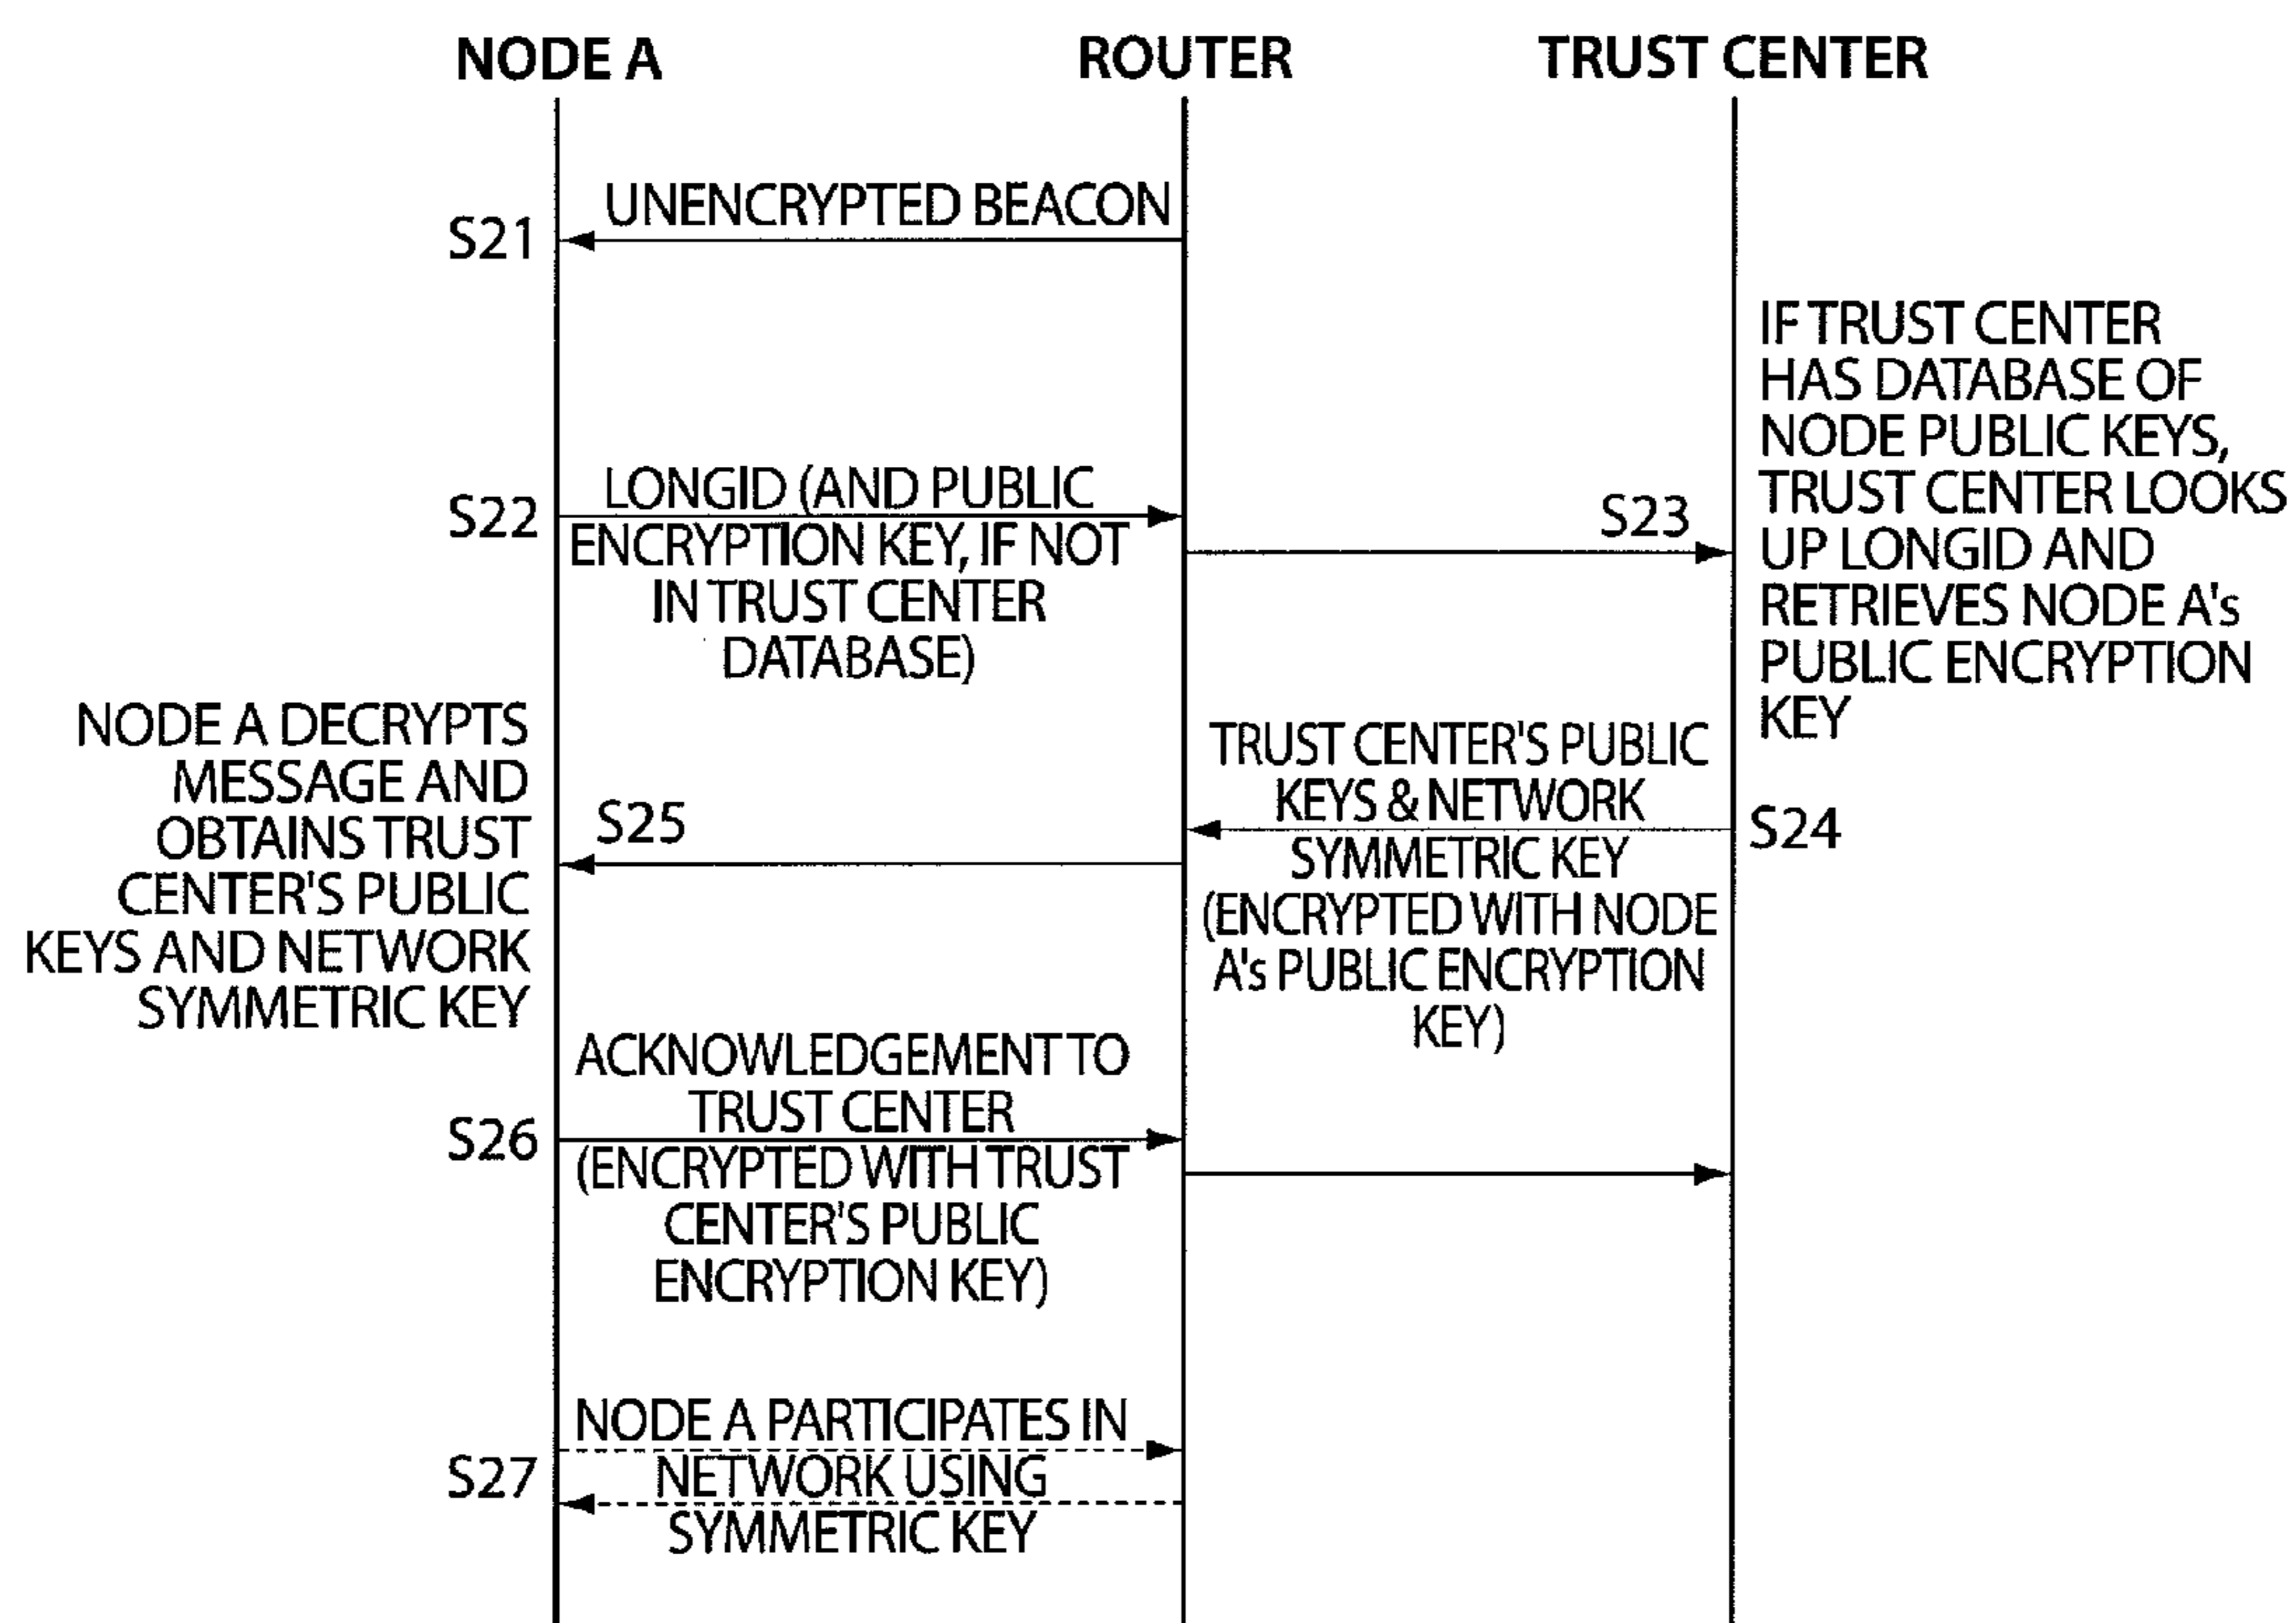 NODE A
ROUTER
TRUST CENTER
UNENCRYPTED BEACON
S21
IF TRUST CENTER
HAS DATABASE OF
NODE PUBLIC KEYS,
TRUST CENTER LOOKS
UP LONGID AND
RETRIEVES NODE A's
PUBLIC ENCRYPTION
KEY
S22
LONGID (AND PUBLIC
ENCRYPTION KEY, IF NOT
IN TRUST CENTER
DATABASE)
S23
TRUST CENTER'S PUBLIC
KEYS & NETWORK
SYMMETRIC KEY
(ENCRYPTED WITH NODE
A's PUBLIC ENCRYPTION
KEY)
S24
NODE A DECRYPTS
MESSAGE AND
OBTAINS TRUST
CENTER'S PUBLIC
KEYS AND NETWORK
SYMMETRIC KEY
S25
ACKNOWLEDGEMENT TO
TRUST CENTER
(ENCRYPTED WITH TRUST
CENTER'S PUBLIC
ENCRYPTION KEY)
S26
NODE A PARTICIPATES IN
NETWORK USING
SYMMETRIC KEY
S27